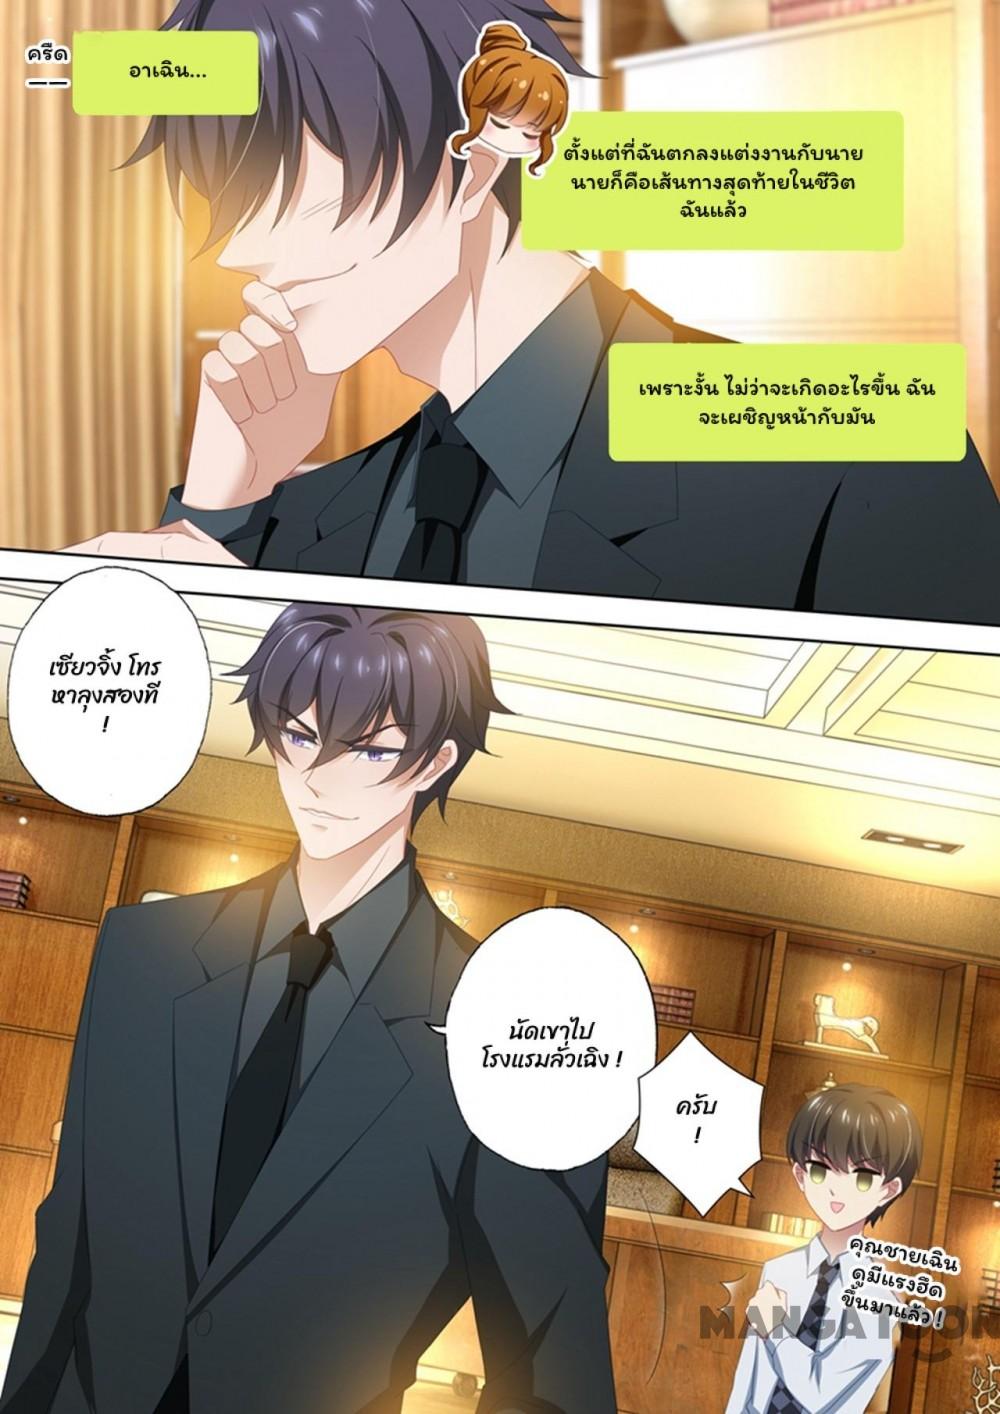 ครืด
——
อาเฉิน...
ตั้งแต่ที่ฉันตกลงแต่งงานกับนาย
นายก็คือเส้นทางสุดท้ายในชีวิต
ฉันแล้ว
เพราะงั้น ไม่ว่าจะเกิดอะไรขึ้น ฉัน
จะเผชิญหน้ากับมัน
เซียวจิ้ง โทร
หาลุงสองที
!
นัดเขาไป
โรงแรมลั่วเฉิง !
ครับ
!
คุณชายเฉิน
ดูมีแรงฮึด
ขึ้นมาแล้ว !
MANGATOON